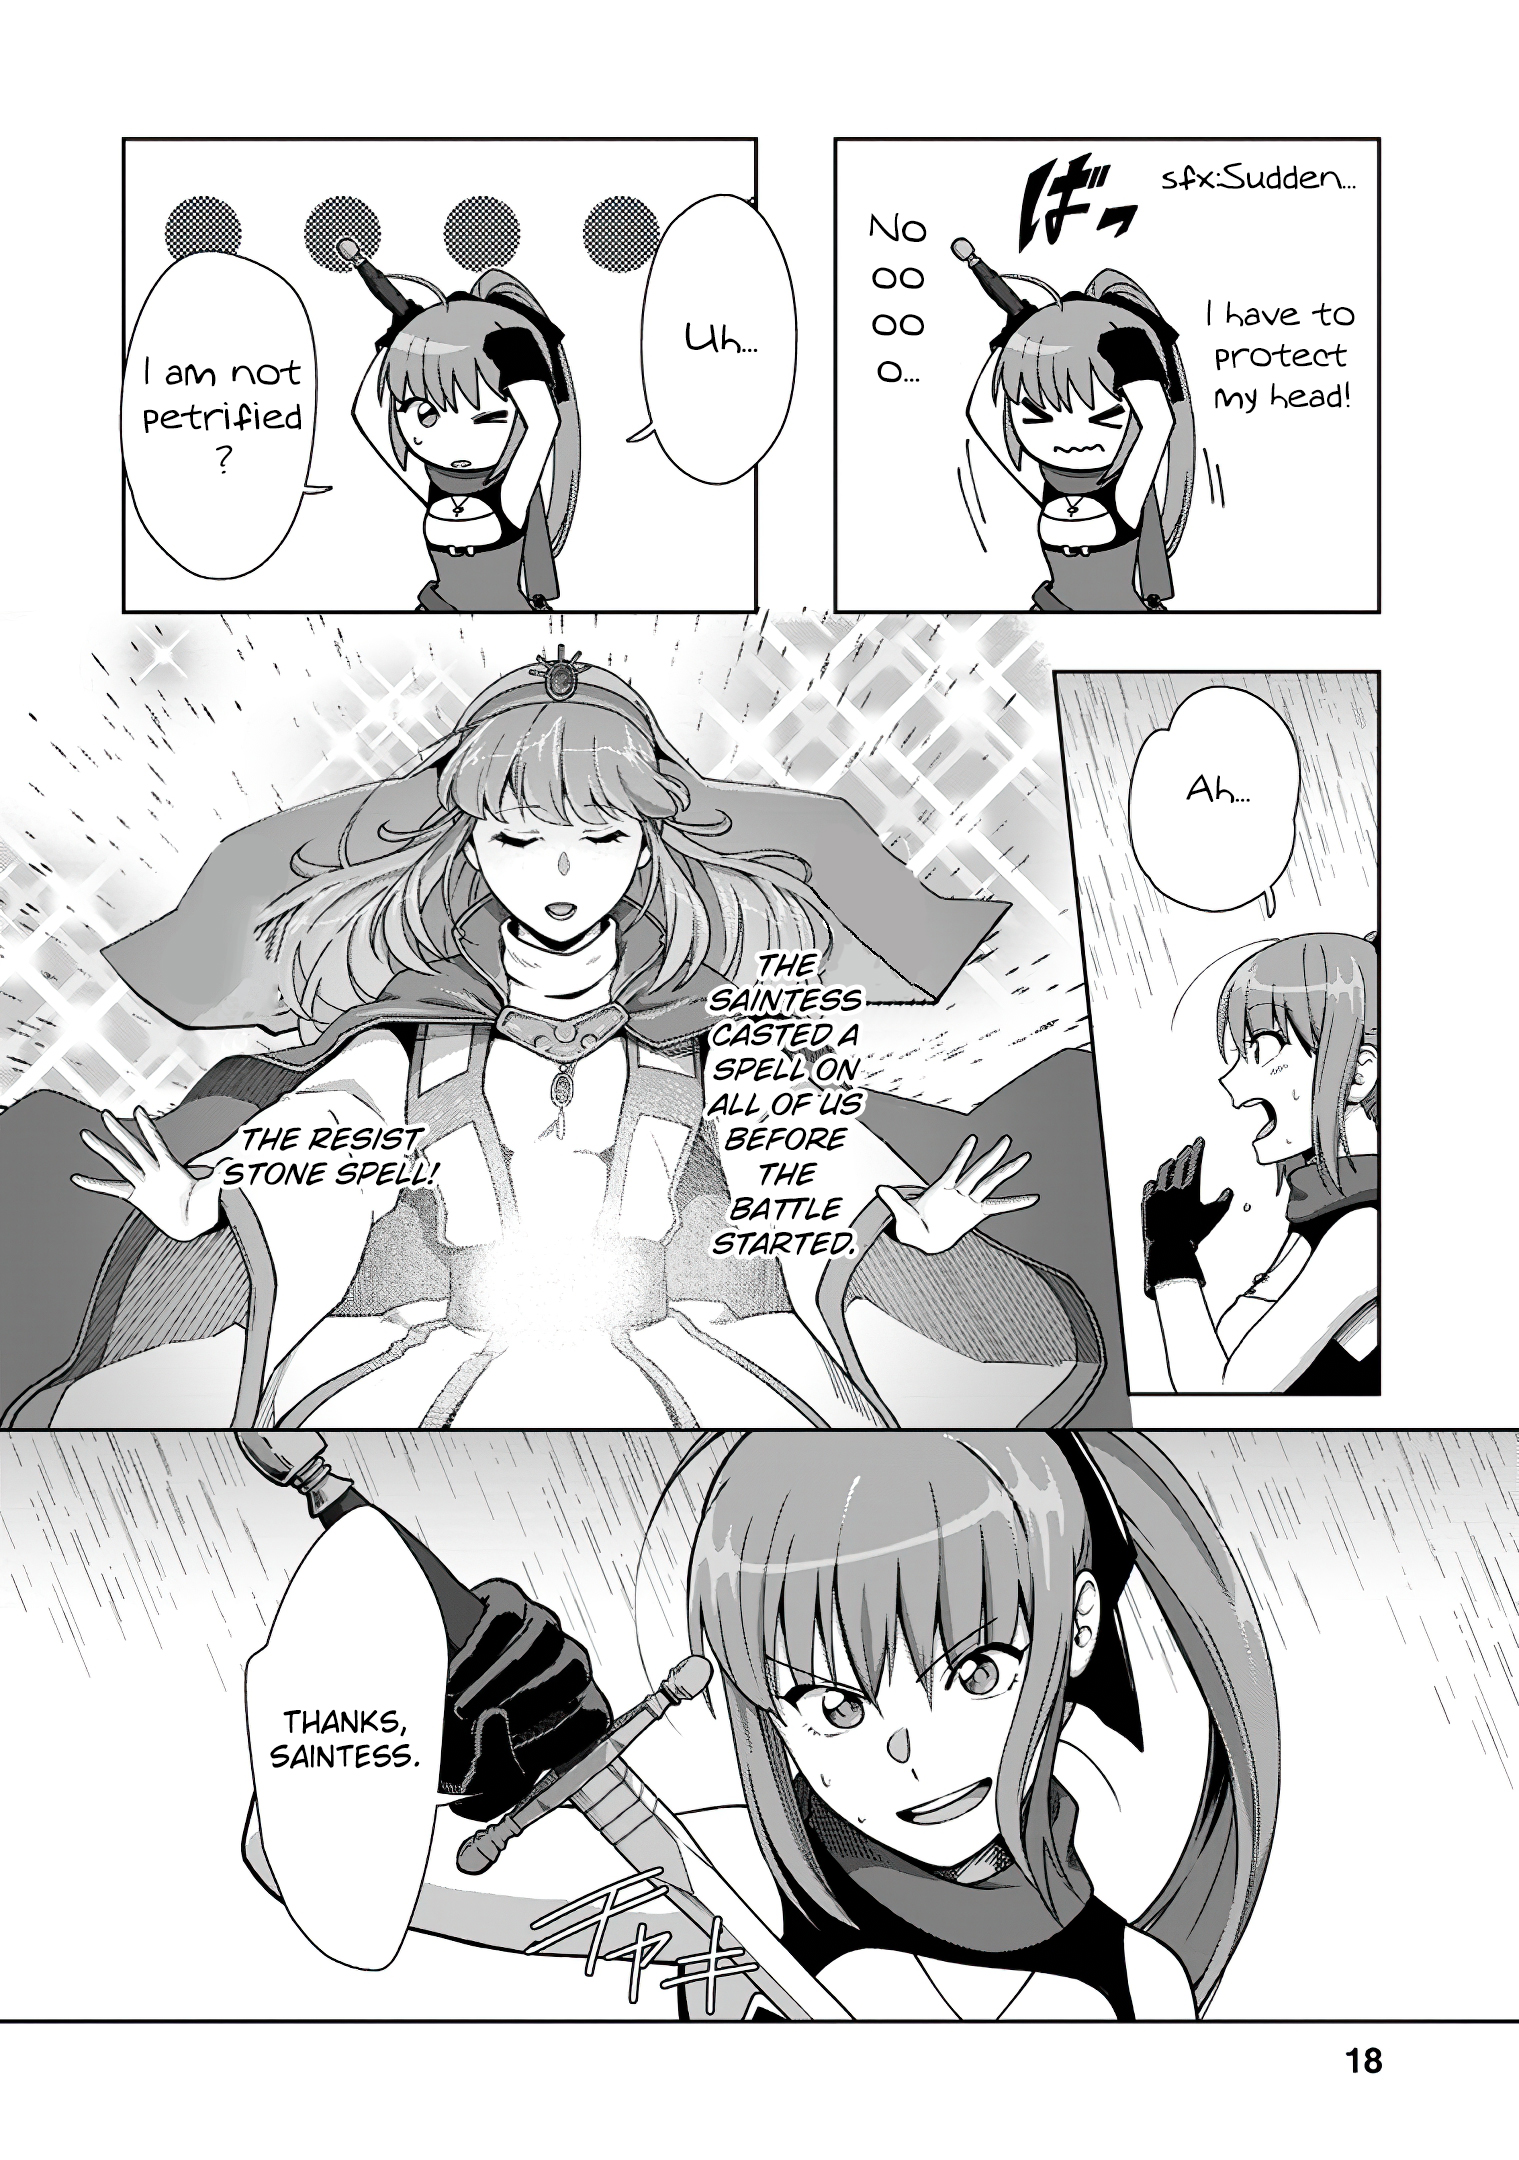 ばっ
sfx:Sudden...
I have to
protect
my head!
No
oo
oo
o...
Uh...
I am not
petrified
?
Ah...
THE
SAINTESS
CASTED A
SPELL ON
ALL OF US
BEFORE
THE
BATTLE
STARTED.
THE RESIST
STONE SPELL!
THANKS,
SAINTESS.
チャキ
18